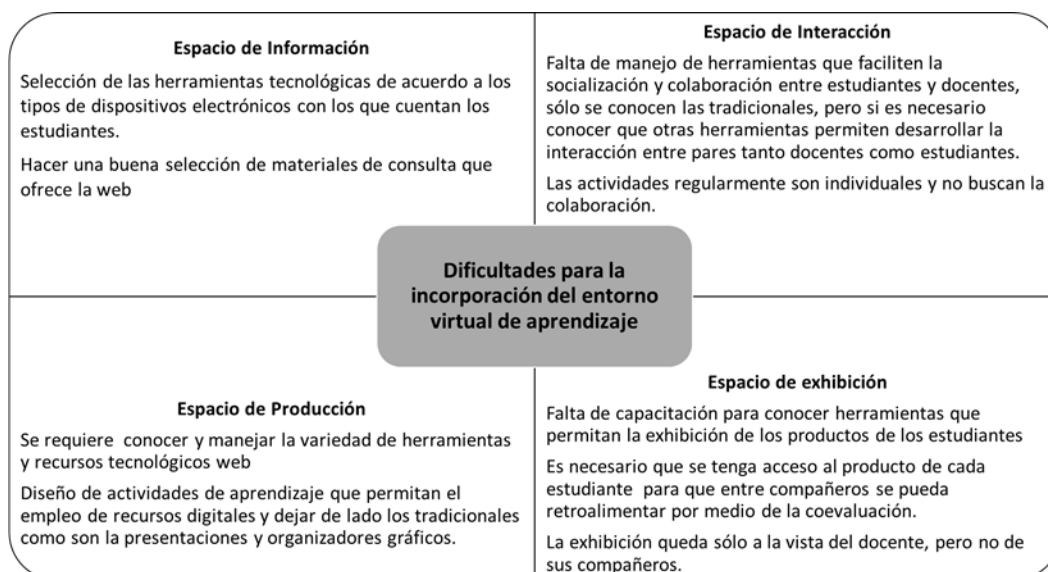 Espacio de Información
Selección de las herramientas tecnológicas de acuerdo a los
tipos de dispositivos electrónicos con los que cuentan los
estudiantes.
Hacer una buena selección de materiales de consulta que
ofrece la web
Espacio de Interacción
Falta de manejo de herramientas que faciliten la
socialización y colaboración entre estudiantes y docentes,
sólo se conocen las tradicionales, pero si es necesario
conocer que otras herramientas permiten desarrollar la
interacción entre pares tanto docentes como estudiantes.
Las actividades regularmente son individuales y no buscan la
colaboración.
Dificultades para la
incorporación del entorno
virtual de aprendizaje
Espacio de Producción
Se requiere conocer y manejar la variedad de herramientas
y recursos tecnológicos web
Diseño de actividades de aprendizaje que permitan el
empleo de recursos digitales y dejar de lado los tradicionales
como son la presentaciones y organizadores gráficos.
Espacio de exhibición
Falta de capacitación para conocer herramientas que
permitan la exhibición de los productos de los estudiantes
Es necesario que se tenga acceso al producto de cada
estudiante para que entre compañeros se pueda
retroalimentar por medio de la coevaluación.
La exhibición queda sólo a la vista del docente, pero no de
sus compañeros.